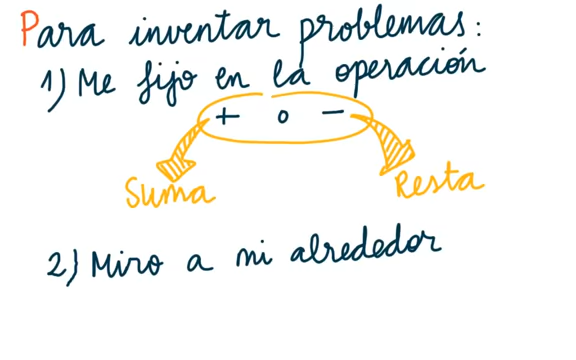 Para inventar problemas:
1) Me fijo en la operación
+ o -
Suma Resta
2) Miro a mi alrededor